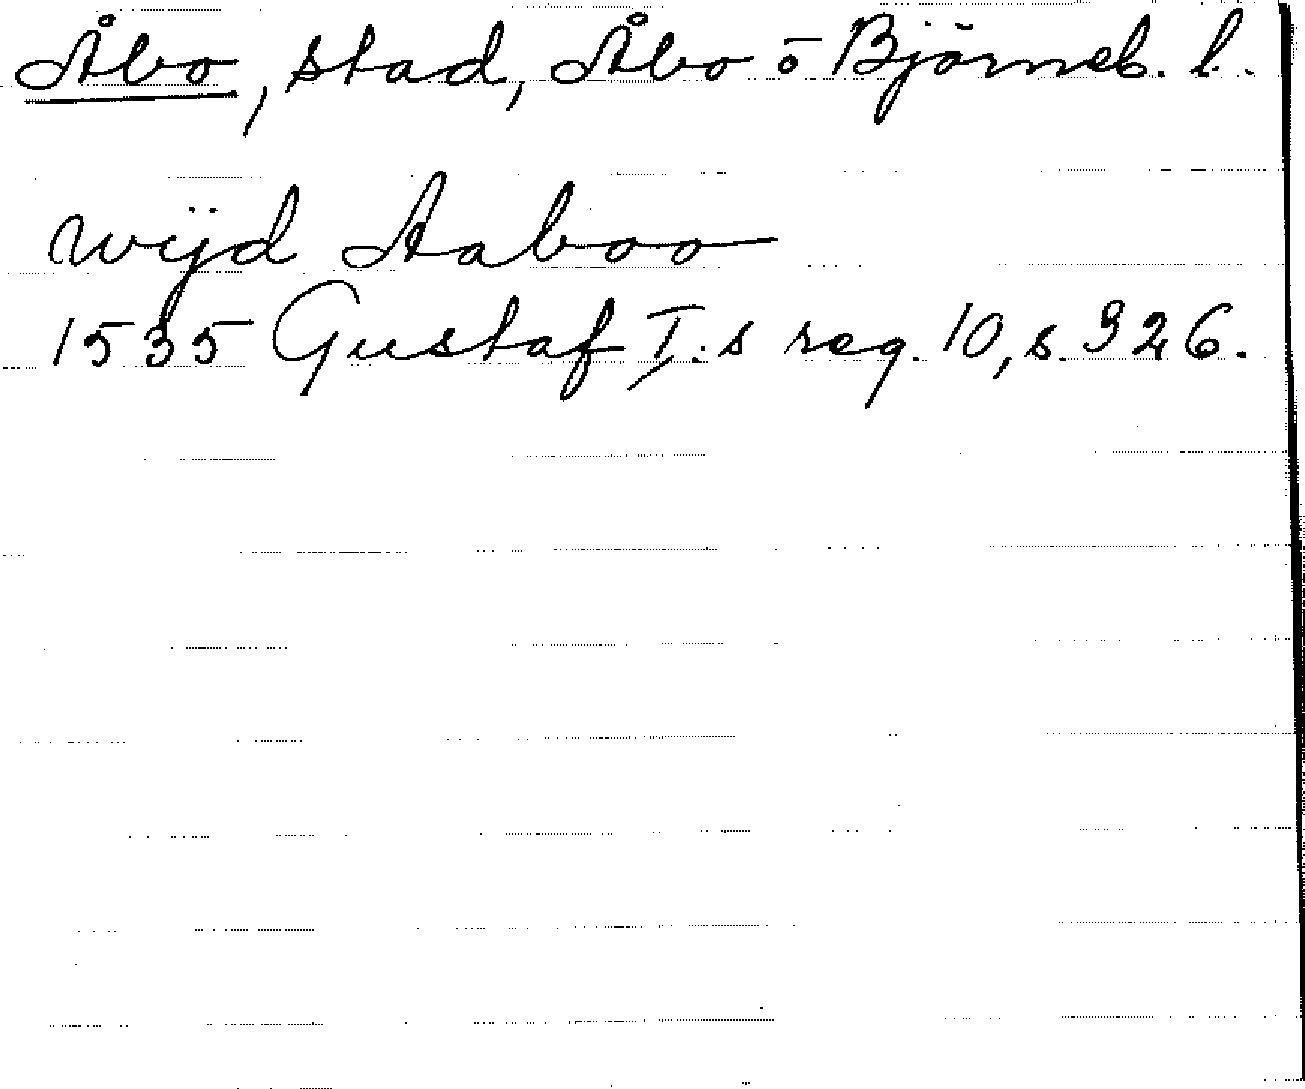 Åbo, stad, Åbo o Björneb. l.
wijd Aaboo
1535 Gustaf I:s reg. 10, s. 326.